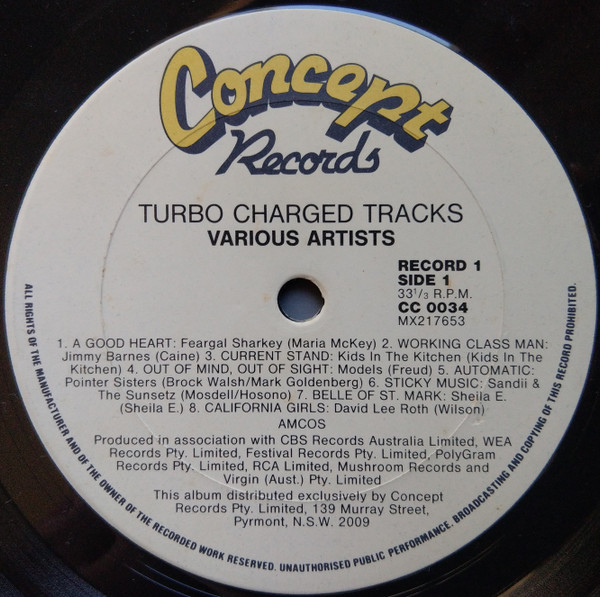 Concept
Records
TURBO CHARGED TRACKS
VARIOUS ARTISTS
RECORD 1
SIDE 1
33 1/3 R.P.M.
CC 0034
MX217653
1. A GOOD HEART: Feargal Sharkey (Maria McKey) 2. WORKING CLASS MAN:
Jimmy Barnes (Caine) 3. CURRENT STAND: Kids In The Kitchen (Kids In The
Kitchen) 4. OUT OF MIND, OUT OF SIGHT: Models (Freud) 5. AUTOMATIC:
Pointer Sisters (Brock Walsh/Mark Goldenberg) 6. STICKY MUSIC: Sandii &
The Sunsetz (Mosdell/Hosono) 7. BELLE OF ST. MARK: Sheila E.
(Sheila E.) 8. CALIFORNIA GIRLS: David Lee Roth (Wilson)
AMCOS
Produced in association with CBS Records Australia Limited, WEA
Records Pty. Limited, Festival Records Pty. Limited, PolyGram
Records Pty. Limited, RCA Limited, Mushroom Records and
Virgin (Aust.) Pty. Limited
This album distributed exclusively by Concept
Records Pty. Limited, 139 Murray Street,
Pyrmont, N.S.W. 2009
ALL RIGHTS OF THE MANUFACTURER AND OF THE OWNER OF THE RECORDED WORK RESERVED. UNAUTHORISED PUBLIC PERFORMANCE. BROADCASTING AND COPYING OF THIS RECORD PROHIBITED.